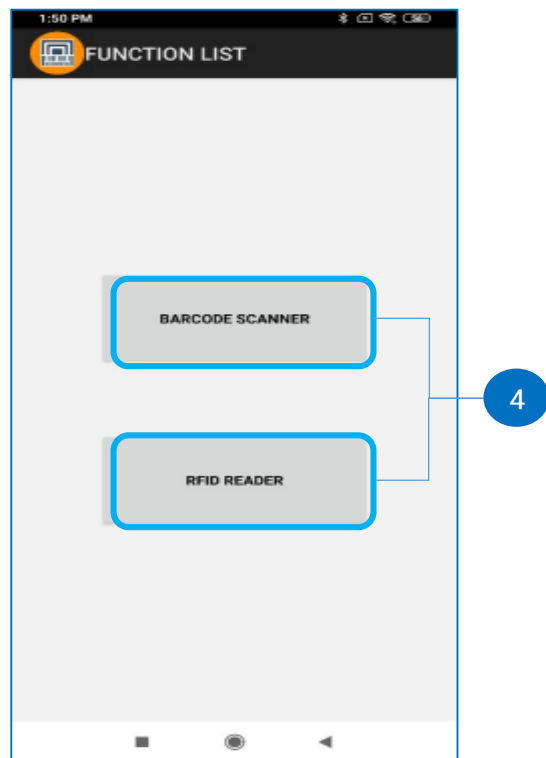 1:50 PM
FUNCTION LIST
BARCODE SCANNER
4
RFID READER